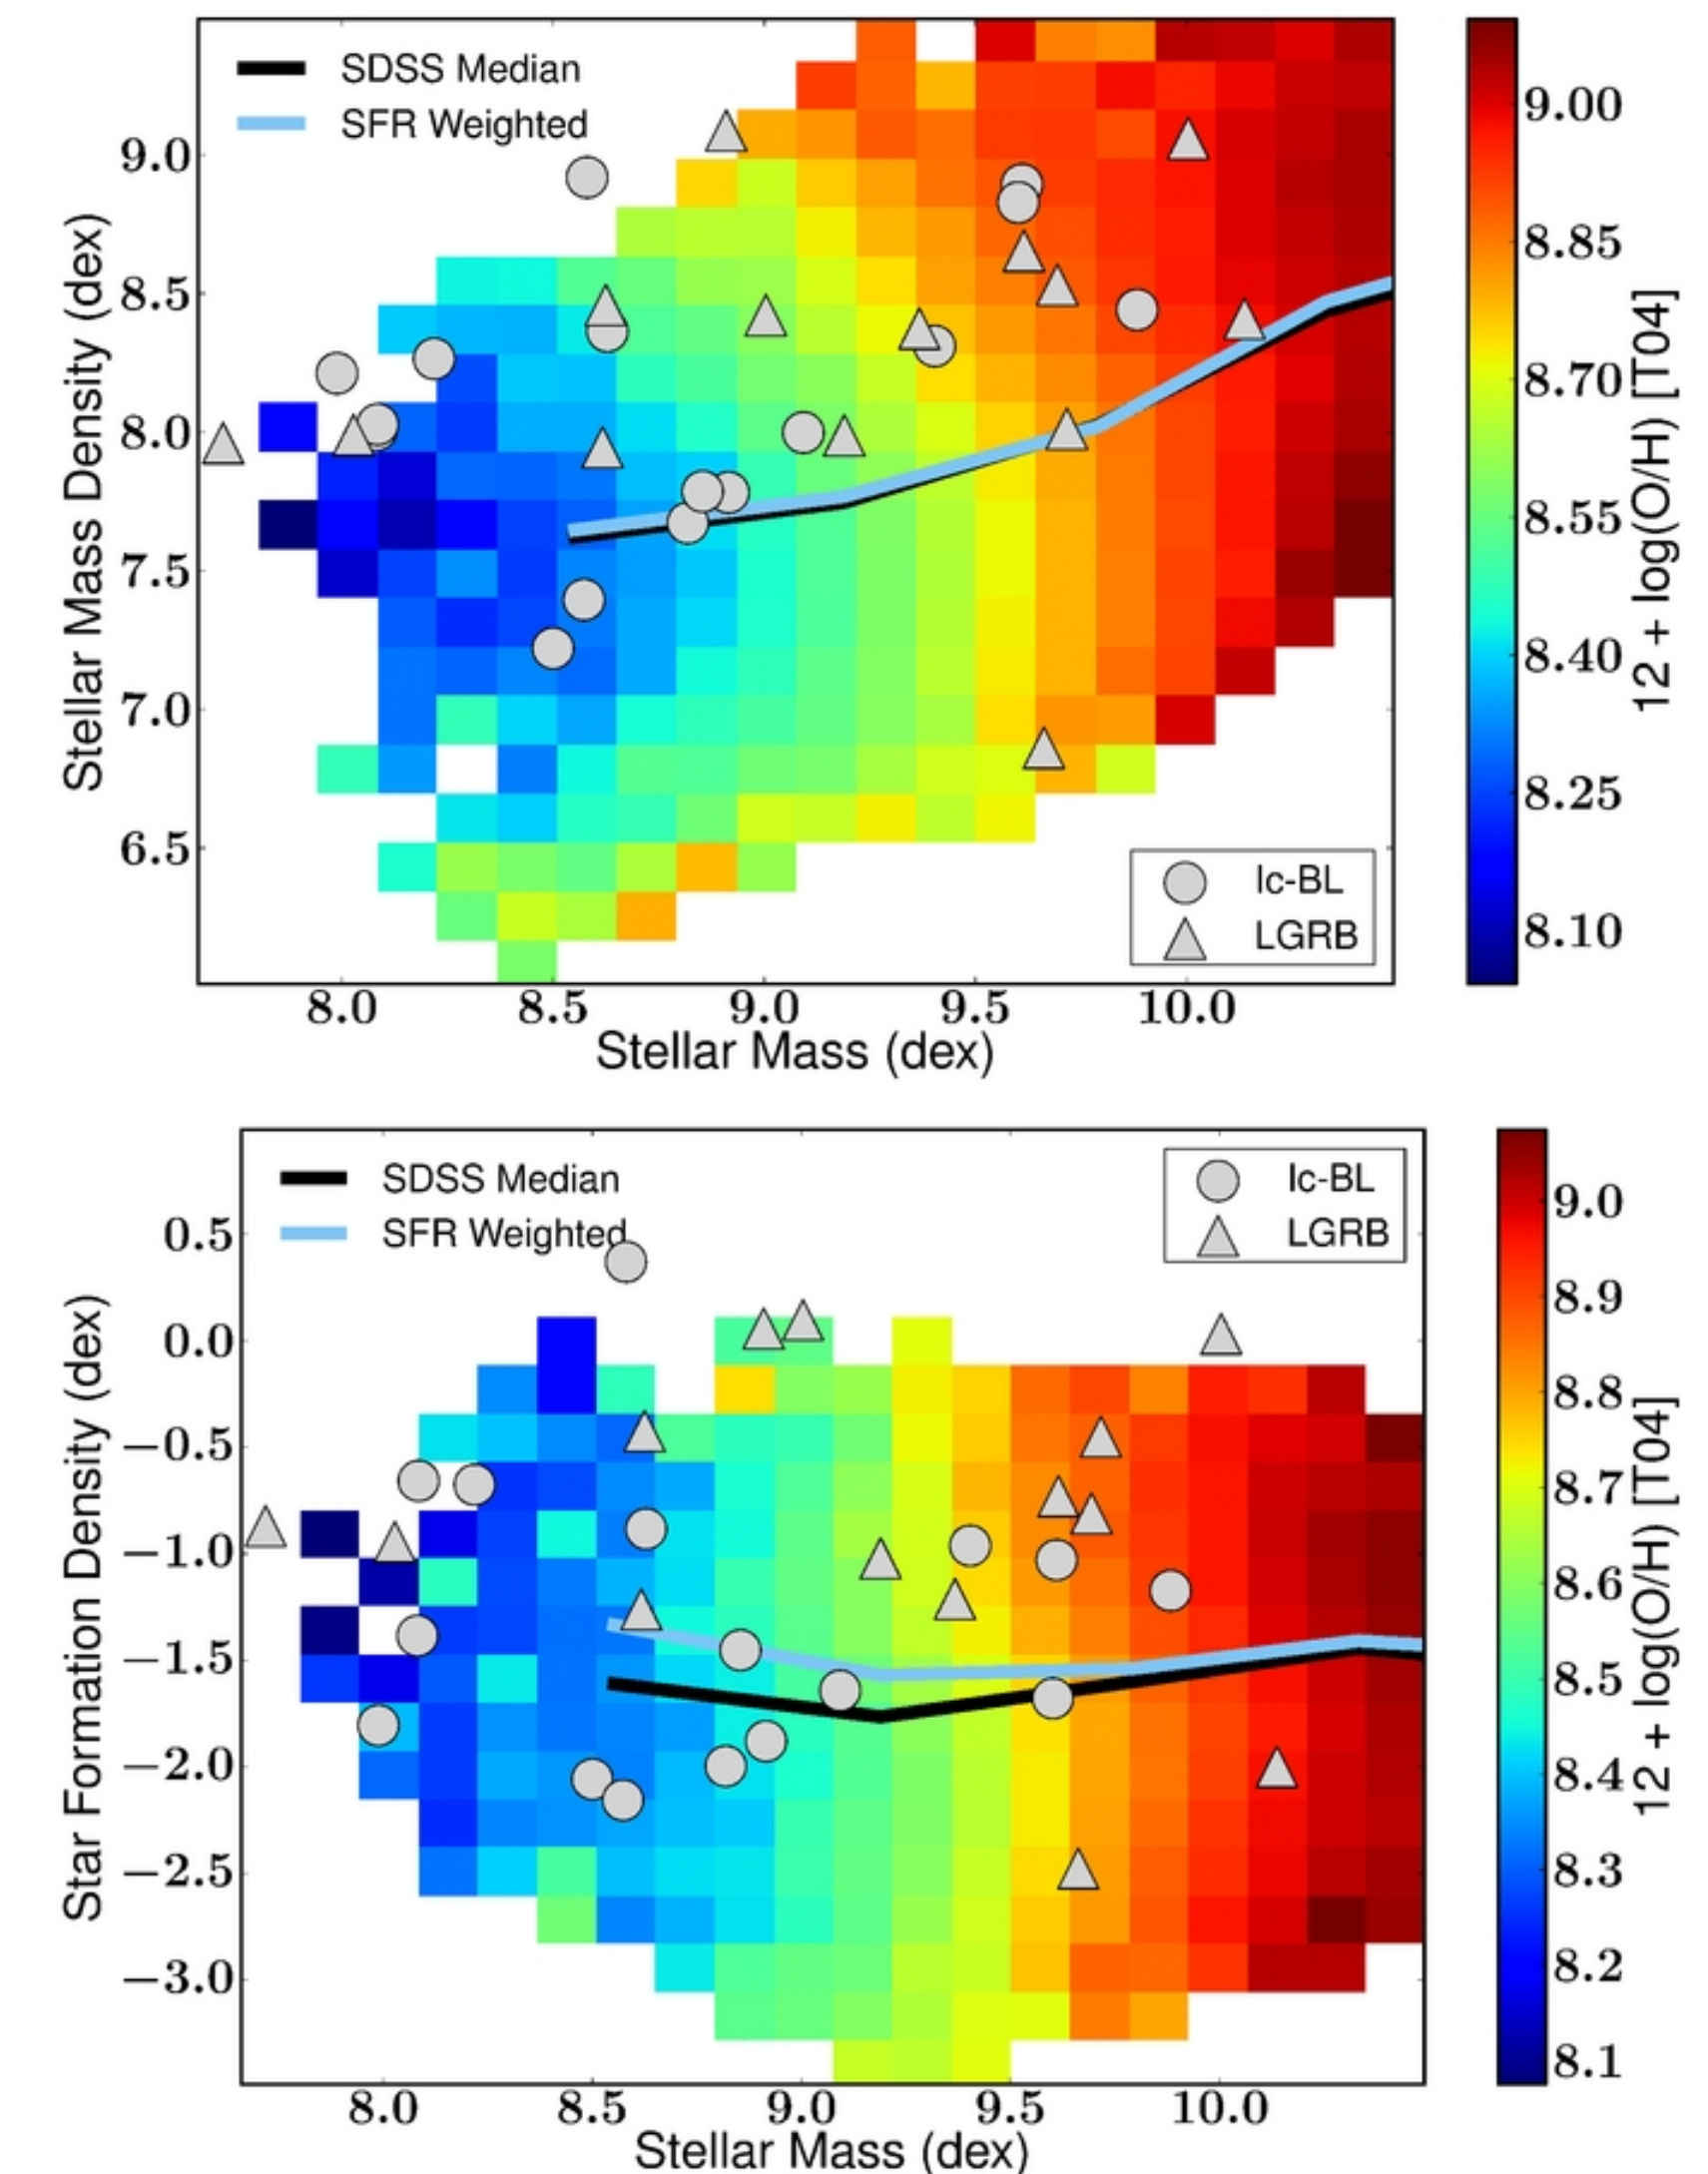 SDSS Median
SFR Weighted
9.0
8.5
8.0
7.5
7.0
6.5
Stellar Mass Density (dex)
Ic-BL
LGRB
8.0 8.5 9.0 9.5 10.0
Stellar Mass (dex)
9.00
8.85
8.70
8.55
8.40
8.25
8.10
12 + log(O/H) [T04]
SDSS Median
SFR Weighted
Ic-BL
LGRB
0.5
0.0
−0.5
−1.0
−1.5
−2.0
−2.5
−3.0
Star Formation Density (dex)
8.0 8.5 9.0 9.5 10.0
Stellar Mass (dex)
9.0
8.9
8.8
8.7
8.6
8.5
8.4
8.3
8.2
8.1
12 + log(O/H) [T04]